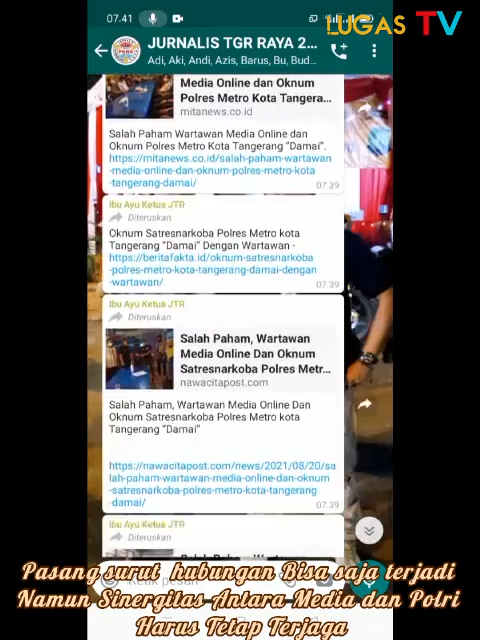 07.41
LUGAS TV
JURNALIS TGR RAYA 2...
Adi, Aki, Andi, Azis, Barus, Bu, Bud...
Media Online dan Oknum
Polres Metro Kota Tangera...
mitanews.co.id
Salah Paham Wartawan Media Online dan
Oknum Polres Metro Kota Tangerang "Damai".
https://mitanews.co.id/salah-paham-wartawan
-media-online-dan-oknum-polres-metro-kota
-tangerang-damai/
07.39
Ibu Ayu Ketua JTR
Diteruskan
Oknum Satresnarkoba Polres Metro kota
Tangerang "Damai" Dengan Wartawan -
https://beritafakta.id/oknum-satresnarkoba
-polres-metro-kota-tangerang-damai-dengan
-wartawan/
07.39
Ibu Ayu Ketua JTR
Diteruskan
Salah Paham, Wartawan
Media Online Dan Oknum
Satresnarkoba Polres Metr...
nawacitapost.com
Salah Paham, Wartawan Media Online Dan
Oknum Satresnarkoba Polres Metro kota
Tangerang "Damai"
https://nawacitapost.com/news/2021/08/20/sa
lah-paham-wartawan-media-online-dan-oknum
-satresnarkoba-polres-metro-kota-tangerang
-damai/
07.39
Ibu Ayu Ketua JTR
Diteruskan
Pasang surut hubungan Bisa saja terjadi
Namun Sinergitas Antara Media dan Polri
Harus Tetap Terjaga